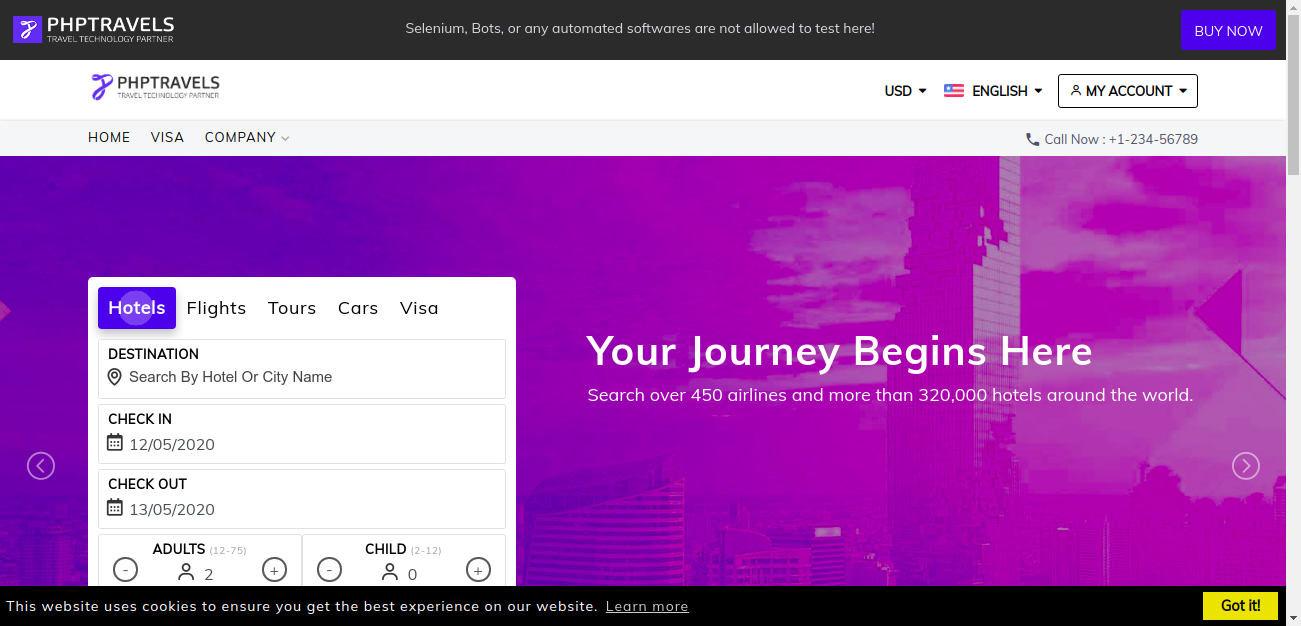 PHPTRAVELS
TRAVEL TECHNOLOGY PARTNER
Selenium, Bots, or any automated softwares are not allowed to test here!
BUY NOW
PHPTRAVELS
TRAVEL TECHNOLOGY PARTNER
USD ENGLISH MY ACCOUNT
HOME VISA COMPANY
Call Now : +1-234-56789
Hotels Flights Tours Cars Visa
DESTINATION
Search By Hotel Or City Name
CHECK IN
12/05/2020
CHECK OUT
13/05/2020
ADULTS (12-75)
- 2 +
CHILD (2-12)
- 0 +
Your Journey Begins Here
Search over 450 airlines and more than 320,000 hotels around the world.
This website uses cookies to ensure you get the best experience on our website. Learn more
Got it!